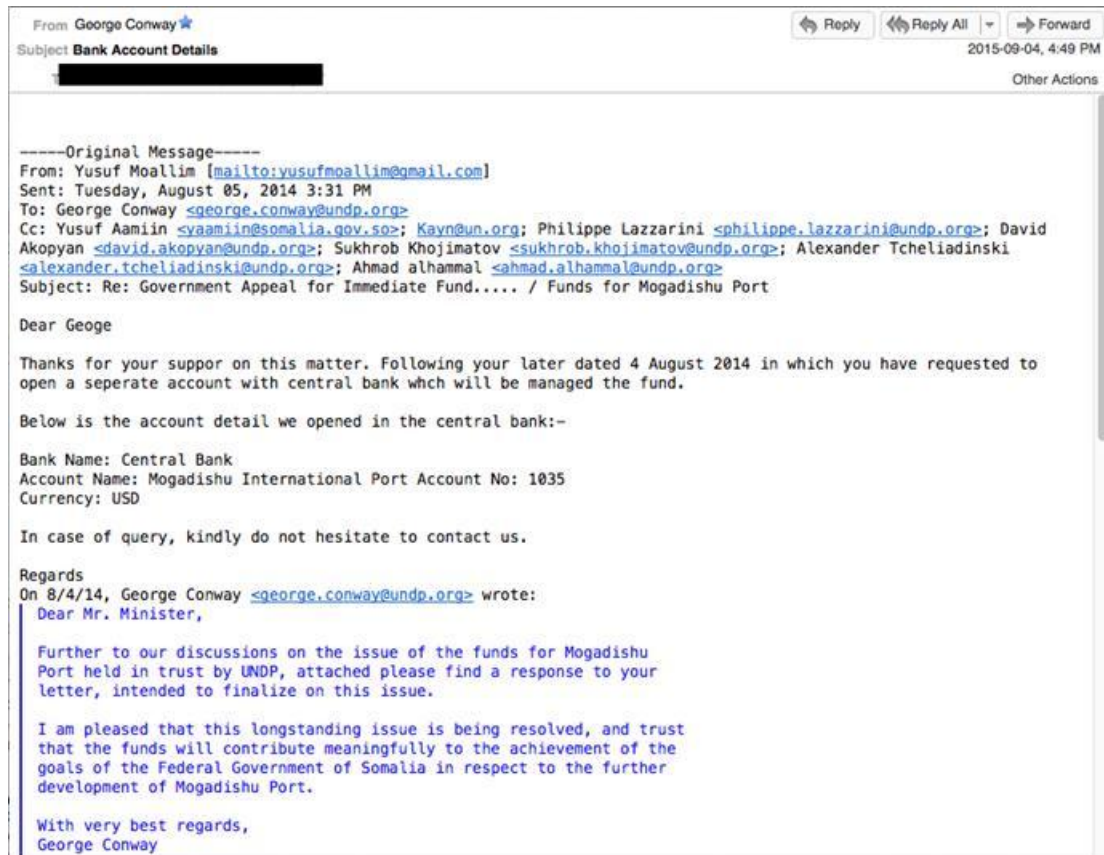 From George Conway
Reply Reply All Forward
Subject Bank Account Details
2015-09-04, 4:49 PM
Other Actions
-----Original Message-----
From: Yusuf Moallim [mailto:yusufmoallim@gmail.com]
Sent: Tuesday, August 05, 2014 3:31 PM
To: George Conway <george.conway@undp.org>
Cc: Yusuf Aamiin <yaamiin@somalia.gov.so>; Kayn@un.org; Philippe Lazzarini <philippe.lazzarini@undp.org>; David
Akopyan <david.akopyan@undp.org>; Sukhrob Khojimatov <sukhrob.khojimatov@undp.org>; Alexander Tcheliadinski
<alexander.tcheliadinski@undp.org>; Ahmad alhammal <ahmad.alhammal@undp.org>
Subject: Re: Government Appeal for Immediate Fund..... / Funds for Mogadishu Port
Dear Geoge
Thanks for your suppor on this matter. Following your later dated 4 August 2014 in which you have requested to
open a seperate account with central bank whch will be managed the fund.
Below is the account detail we opened in the central bank:-
Bank Name: Central Bank
Account Name: Mogadishu International Port Account No: 1035
Currency: USD
In case of query, kindly do not hesitate to contact us.
Regards
On 8/4/14, George Conway <george.conway@undp.org> wrote:
Dear Mr. Minister,
Further to our discussions on the issue of the funds for Mogadishu
Port held in trust by UNDP, attached please find a response to your
letter, intended to finalize on this issue.
I am pleased that this longstanding issue is being resolved, and trust
that the funds will contribute meaningfully to the achievement of the
goals of the Federal Government of Somalia in respect to the further
development of Mogadishu Port.
With very best regards,
George Conway